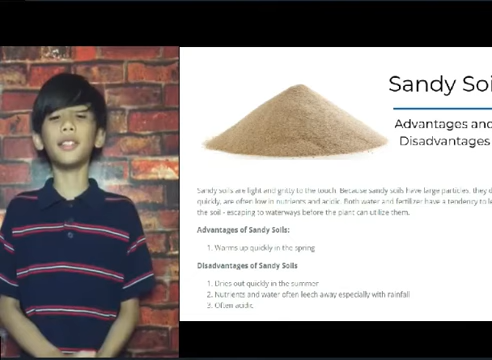 Sandy Soi
Advantages and
Disadvantages
Sandy soils are light and gritty to the touch. Because sandy soils have large particles, they d
quickly, are often low in nutrients and acidic. Both water and fertilizer have a tendency to le
the soil - escaping to waterways before the plant can utilize them.
Advantages of Sandy Soils:
1. Warms up quickly in the spring
Disadvantages of Sandy Soils
1. Dries out quickly in the summer
2. Nutrients and water often leech away especially with rainfall
3. Often acidic